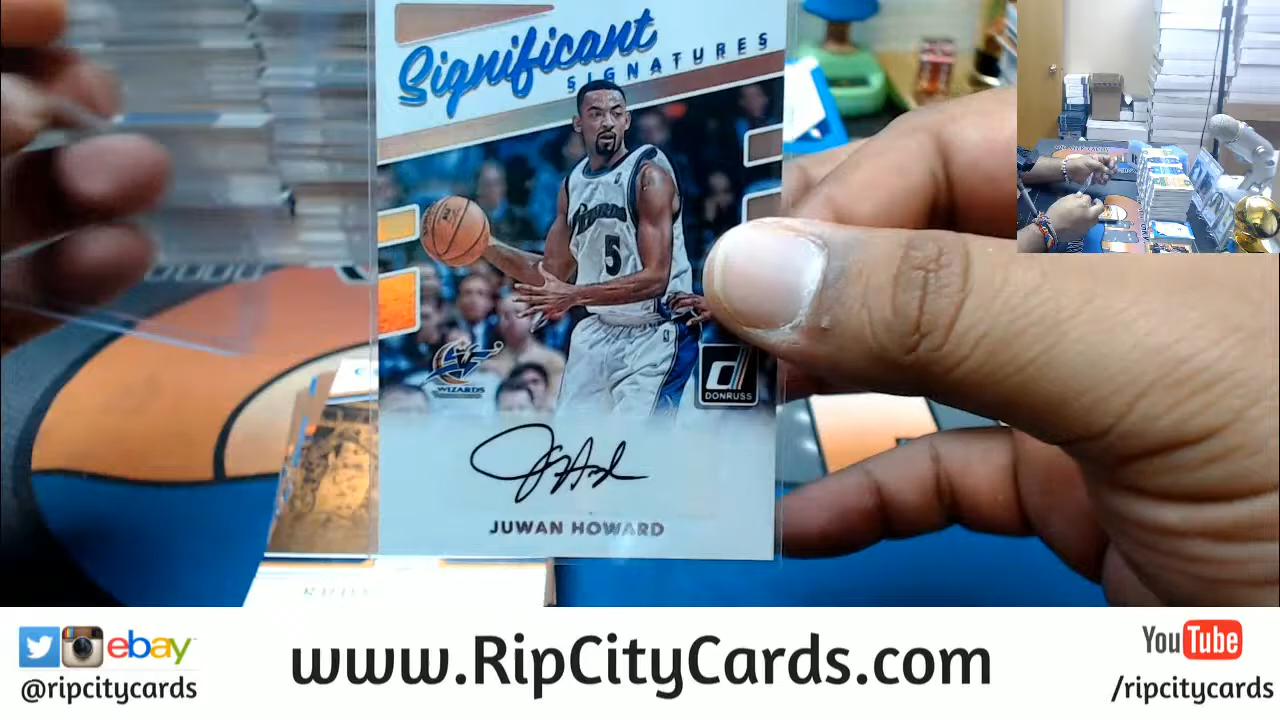 Significant
SIGNATURES
5
WIZARDS
DONRUSS
JUWAN HOWARD
ebay
@ripcitycards
www.RipCityCards.com
YouTube
/ripcitycards